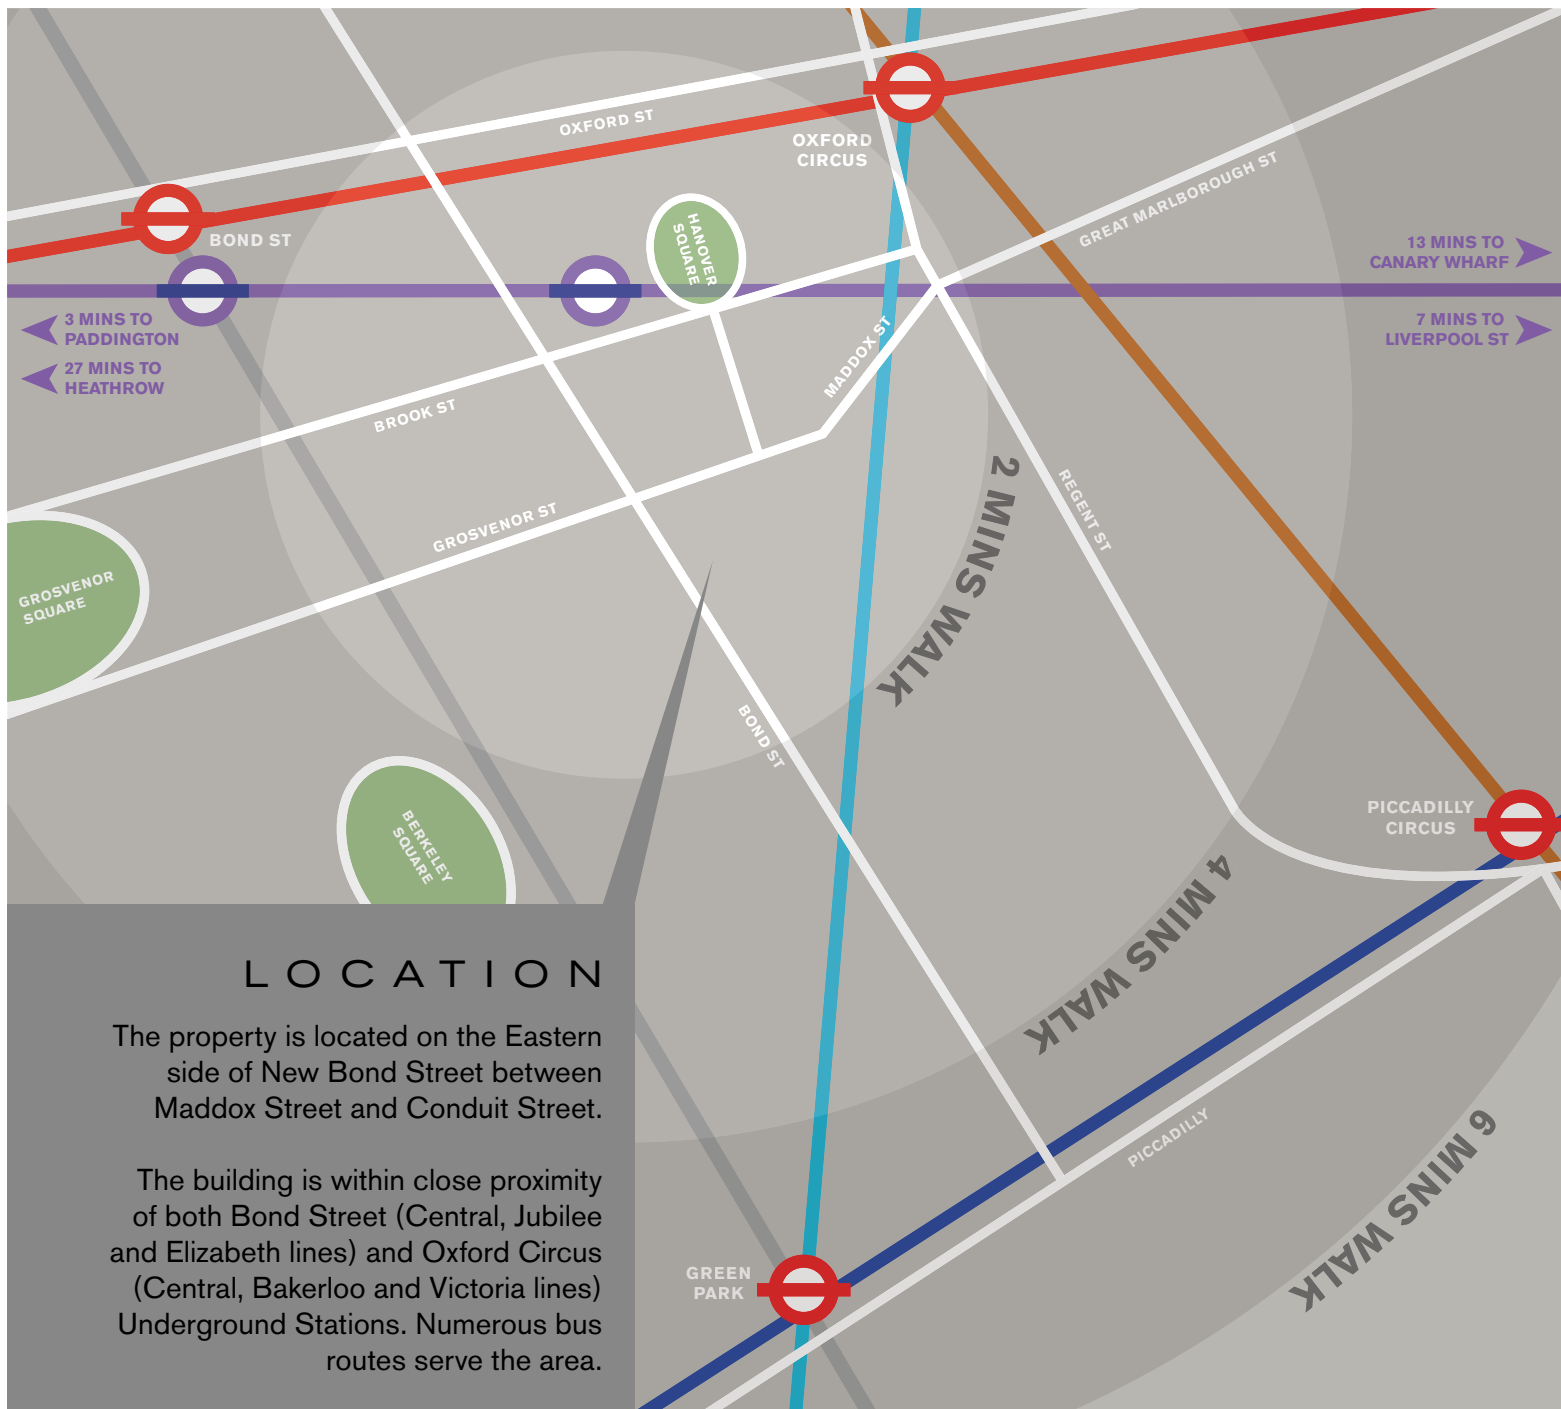 OXFORD ST
OXFORD
CIRCUS
GREAT MARLBOROUGH ST
HANOVER
SQUARE
BOND ST
13 MINS TO
CANARY WHARF
3 MINS TO
PADDINGTON
7 MINS TO
LIVERPOOL ST
27 MINS TO
HEATHROW
MADDOX ST
BROOK ST
2 MINS WALK
REGENT ST
GROSVENOR ST
GROSVENOR
SQUARE
BOND ST
BERKELEY
SQUARE
PICCADILLY
CIRCUS
4 MINS WALK
LOCATION
The property is located on the Eastern
side of New Bond Street between
Maddox Street and Conduit Street.
The building is within close proximity
of both Bond Street (Central, Jubilee
and Elizabeth lines) and Oxford Circus
(Central, Bakerloo and Victoria lines)
Underground Stations. Numerous bus
routes serve the area.
PICCADILLY
6 MINS WALK
GREEN
PARK